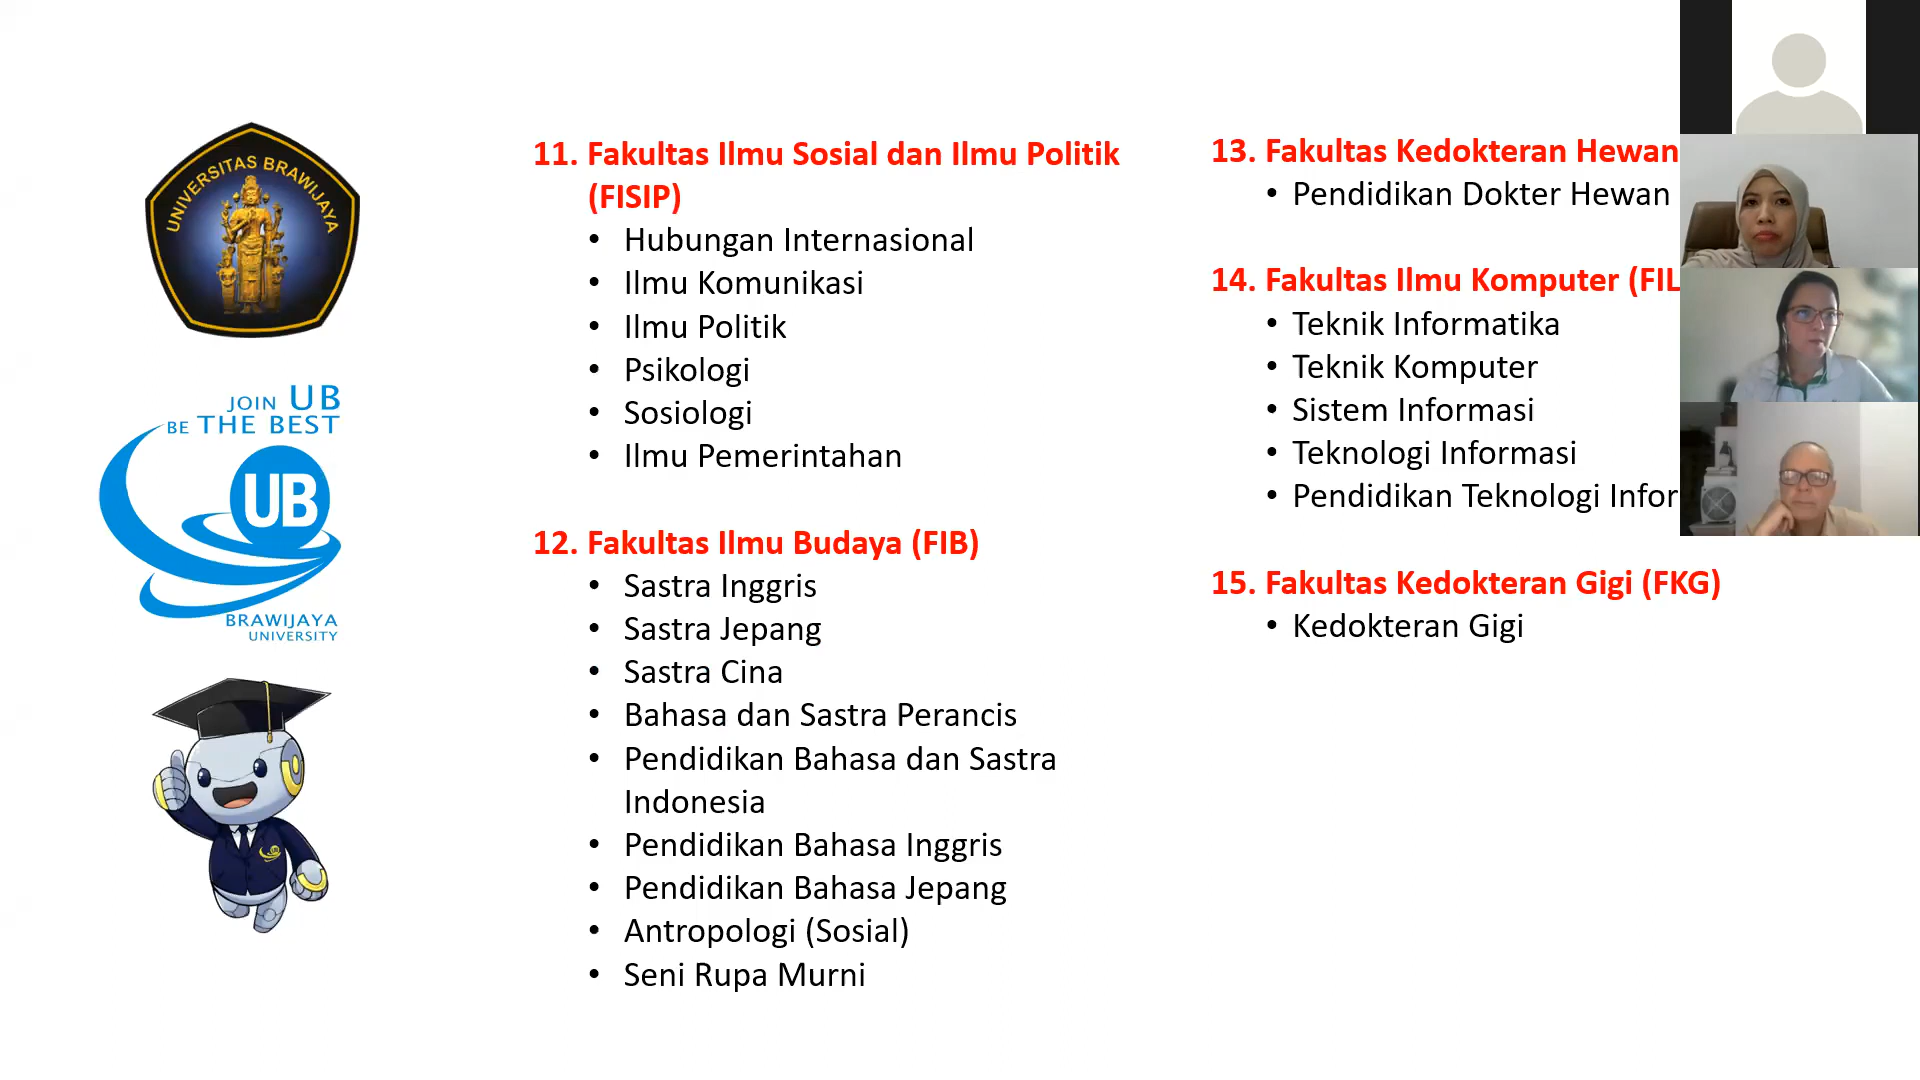 UNIVERSITAS BRAWIJAYA
JOIN UB
BE THE BEST
UB
BRAWIJAYA
UNIVERSITY
11. Fakultas Ilmu Sosial dan Ilmu Politik
(FISIP)
• Hubungan Internasional
• Ilmu Komunikasi
• Ilmu Politik
• Psikologi
• Sosiologi
• Ilmu Pemerintahan
12. Fakultas Ilmu Budaya (FIB)
• Sastra Inggris
• Sastra Jepang
• Sastra Cina
• Bahasa dan Sastra Perancis
• Pendidikan Bahasa dan Sastra
Indonesia
• Pendidikan Bahasa Inggris
• Pendidikan Bahasa Jepang
• Antropologi (Sosial)
• Seni Rupa Murni
13. Fakultas Kedokteran Hewan
• Pendidikan Dokter Hewan
14. Fakultas Ilmu Komputer (FIL
• Teknik Informatika
• Teknik Komputer
• Sistem Informasi
• Teknologi Informasi
• Pendidikan Teknologi Infor
15. Fakultas Kedokteran Gigi (FKG)
• Kedokteran Gigi